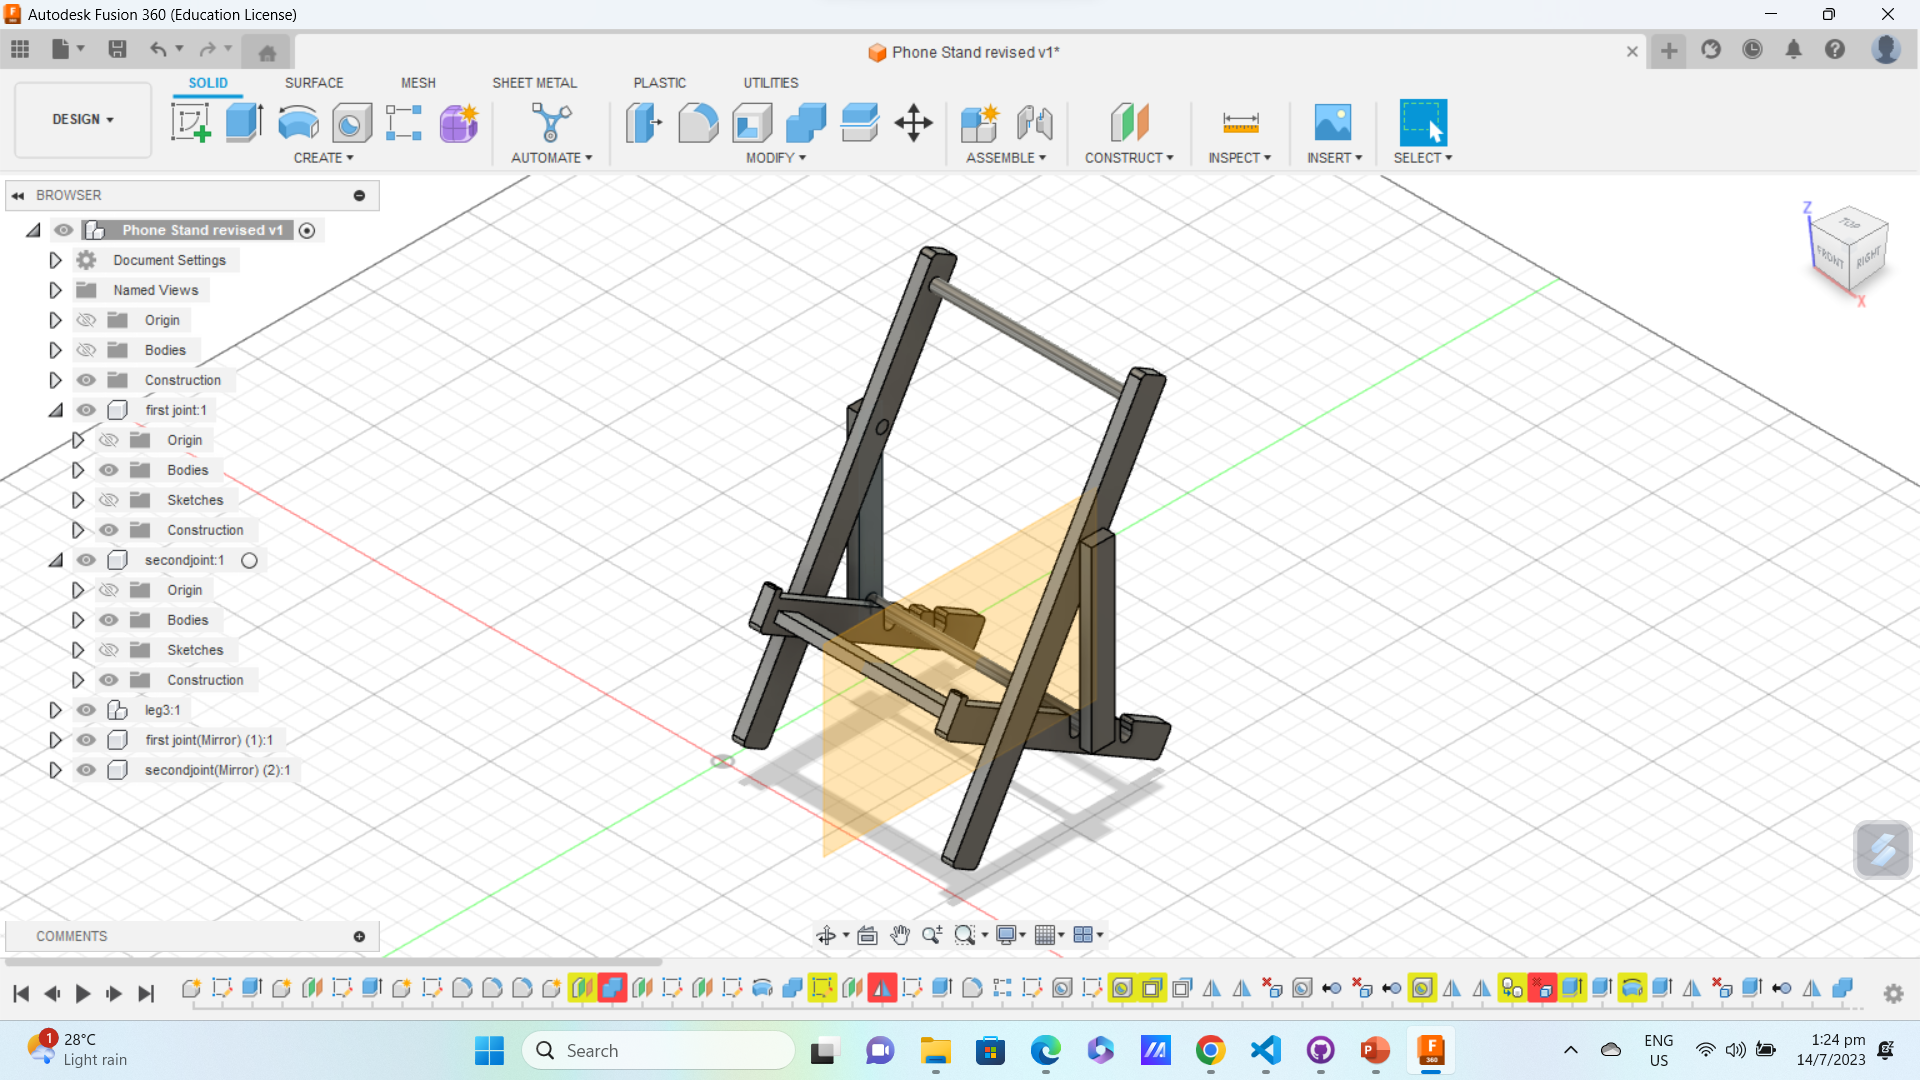 Autodesk Fusion 360 (Education License)
Phone Stand revised v1*
DESIGN
SOLID SURFACE MESH SHEET METAL PLASTIC UTILITIES
CREATE AUTOMATE MODIFY ASSEMBLE CONSTRUCT INSPECT INSERT SELECT
BROWSER
Phone Stand revised v1
Document Settings
Named Views
Origin
Bodies
Construction
first joint:1
Origin
Bodies
Sketches
Construction
secondjoint:1
Origin
Bodies
Sketches
Construction
leg3:1
first joint(Mirror) (1):1
secondjoint(Mirror) (2):1
Z
TOP
FRONT RIGHT
X
COMMENTS
1
28°C
Light rain
Search
F
360
ENG
US
1:24 pm
14/7/2023